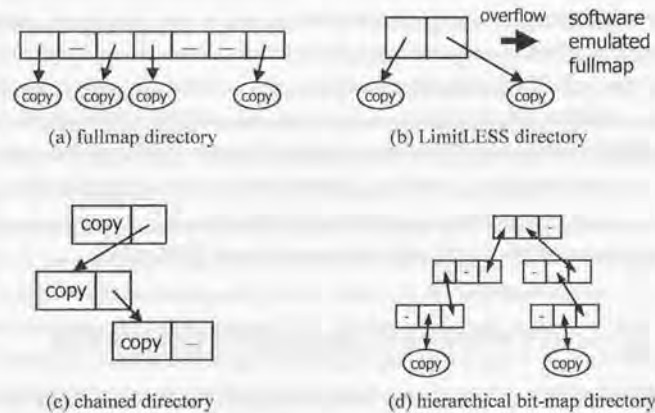 overflow
software
emulated
fullmap
— — — —
copy copy copy copy
copy copy
(a) fullmap directory
(b) LimitLESS directory
copy
copy
copy —
-
- -
- -
- -
copy copy
(c) chained directory
(d) hierarchical bit-map directory